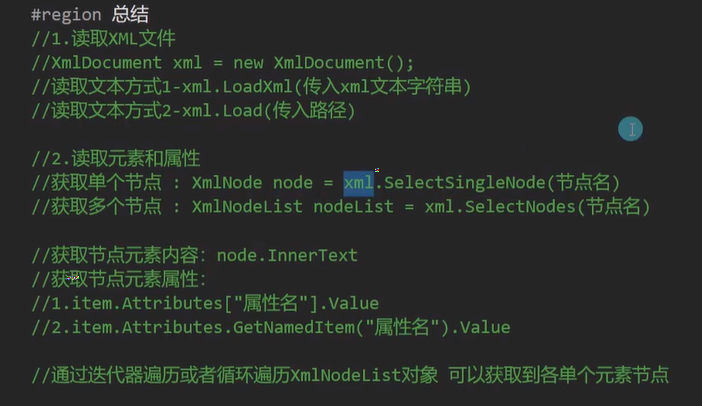 #region 总结
//1.读取XML文件
//XmlDocument xml = new XmlDocument();
//读取文本方式1-xml.LoadXml(传入xml文本字符串)
//读取文本方式2-xml.Load(传入路径)
//2.读取元素和属性
//获取单个节点 : XmlNode node = xml.SelectSingleNode(节点名)
//获取多个节点 : XmlNodeList nodeList = xml.SelectNodes(节点名)
//获取节点元素内容：node.InnerText
//获取节点元素属性：
//1.item.Attributes["属性名"].Value
//2.item.Attributes.GetNamedItem("属性名").Value
//通过迭代器遍历或者循环遍历XmlNodeList对象 可以获取到各单个元素节点